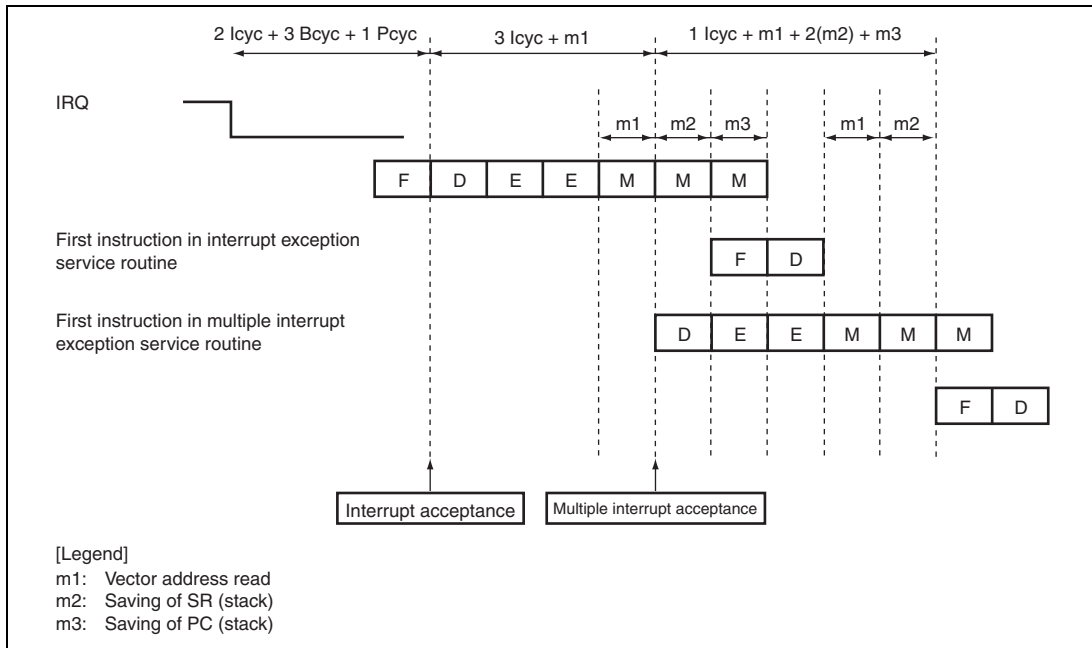 2 Icyc + 3 Bcyc + 1 Pcyc 3 Icyc + m1 1 Icyc + m1 + 2(m2) + m3
IRQ
m1 m2 m3 m1 m2
F D E E M M M
First instruction in interrupt exception
service routine
F D
First instruction in multiple interrupt
exception service routine
D E E M M M
F D
Interrupt acceptance Multiple interrupt acceptance
[Legend]
m1: Vector address read
m2: Saving of SR (stack)
m3: Saving of PC (stack)